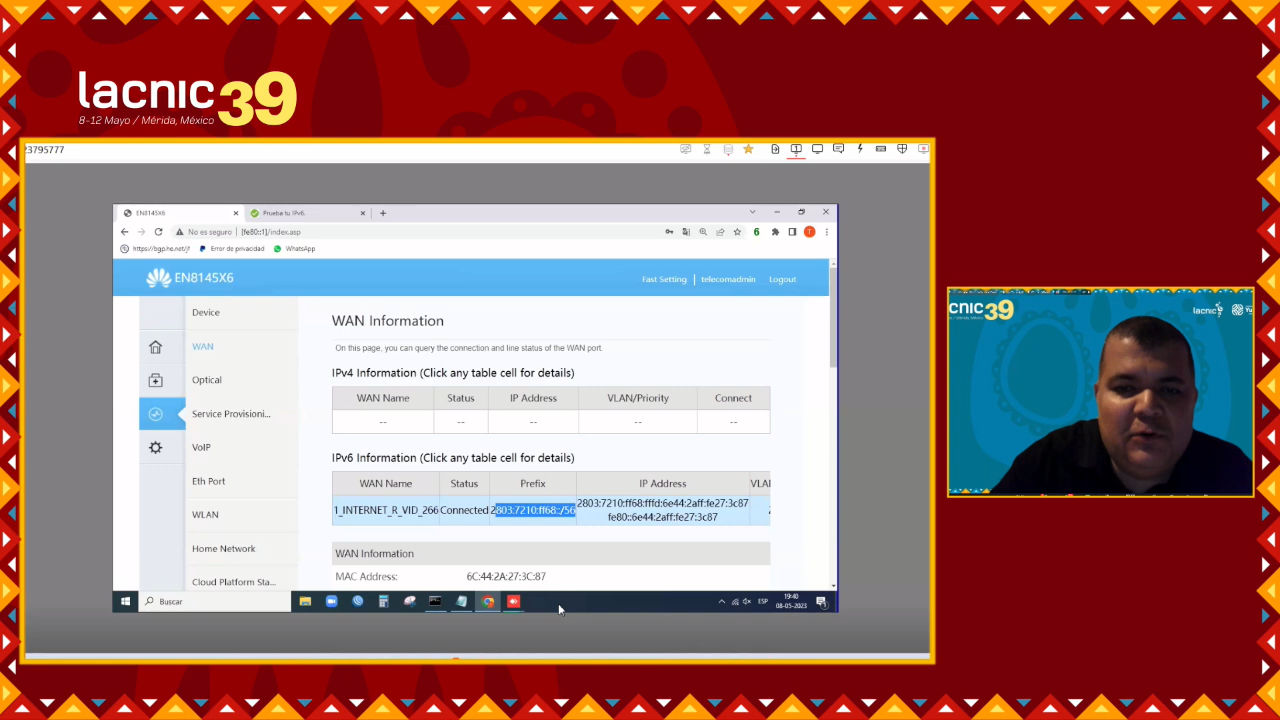 lacnic 39
8-12 Mayo / Mérida, México
23795777
EN8145X6
Prueba tu IPv6.
No es seguro
[fe80::1]/index.asp
6
T
https://bgp.he.net/jf
Error de privacidad
WhatsApp
EN8145X6
Fast Setting
telecomadmin
Logout
Device
WAN
Optical
Service Provisioni...
VoIP
Eth Port
WLAN
Home Network
Cloud Platform Sta...
WAN Information
On this page, you can query the connection and line status of the WAN port.
IPv4 Information (Click any table cell for details)
WAN Name Status IP Address VLAN/Priority Connect
-- -- -- -- --
IPv6 Information (Click any table cell for details)
WAN Name Status Prefix IP Address VLA
1_INTERNET_R_VID_266 Connected 2803:7210:ff68::/56 2803:7210:ff68:fffd:6e44:2aff:fe27:3c87
fe80::6e44:2aff:fe27:3c87
WAN Information
MAC Address: 6C:44:2A:27:3C:87
Buscar
ESP
19:40
08-05-2023
cnic39
lacnic